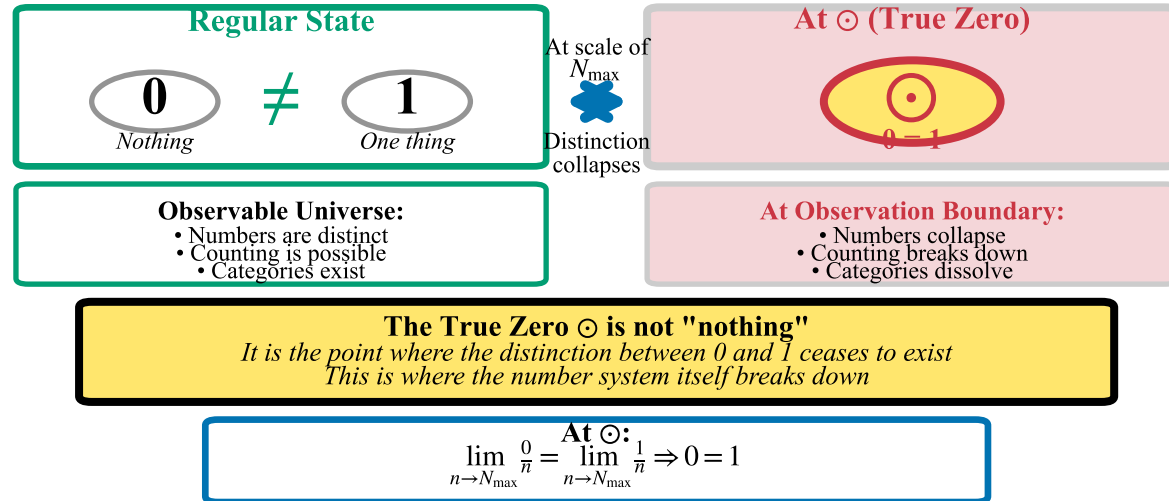 Regular State
0 ≠ 1
Nothing
One thing
At scale of
N_max
Distinction
collapses
At ⊙ (True Zero)
⊙
0 = 1
Observable Universe:
• Numbers are distinct
• Counting is possible
• Categories exist
At Observation Boundary:
• Numbers collapse
• Counting breaks down
• Categories dissolve
The True Zero ⊙ is not "nothing"
It is the point where the distinction between 0 and 1 ceases to exist
This is where the number system itself breaks down
At ⊙:
lim_{n→N_max} 0/n = lim_{n→N_max} 1/n ⇒ 0 = 1